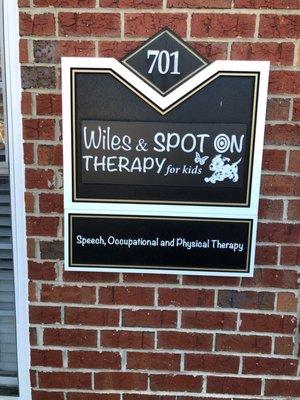 701
Wiles & SPOT ON
THERAPY for kids
Speech, Occupational and Physical Therapy